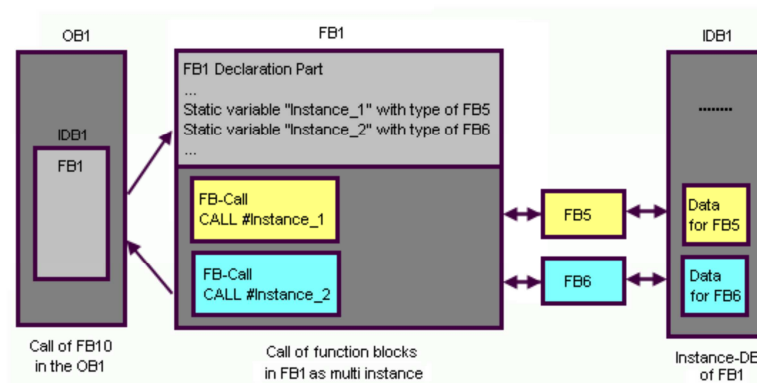 OB1
FB1
IDB1
FB1 Declaration Part
...
Static variable "Instance_1" with type of FB5
Static variable "Instance_2" with type of FB6
...
........
IDB1
FB1
FB-Call
CALL #Instance_1
FB5
Data
for FB5
FB-Call
CALL #Instance_2
FB6
Data
for FB6
Call of FB10
in the OB1
Call of function blocks
in FB1 as multi instance
Instance-DB
of FB1